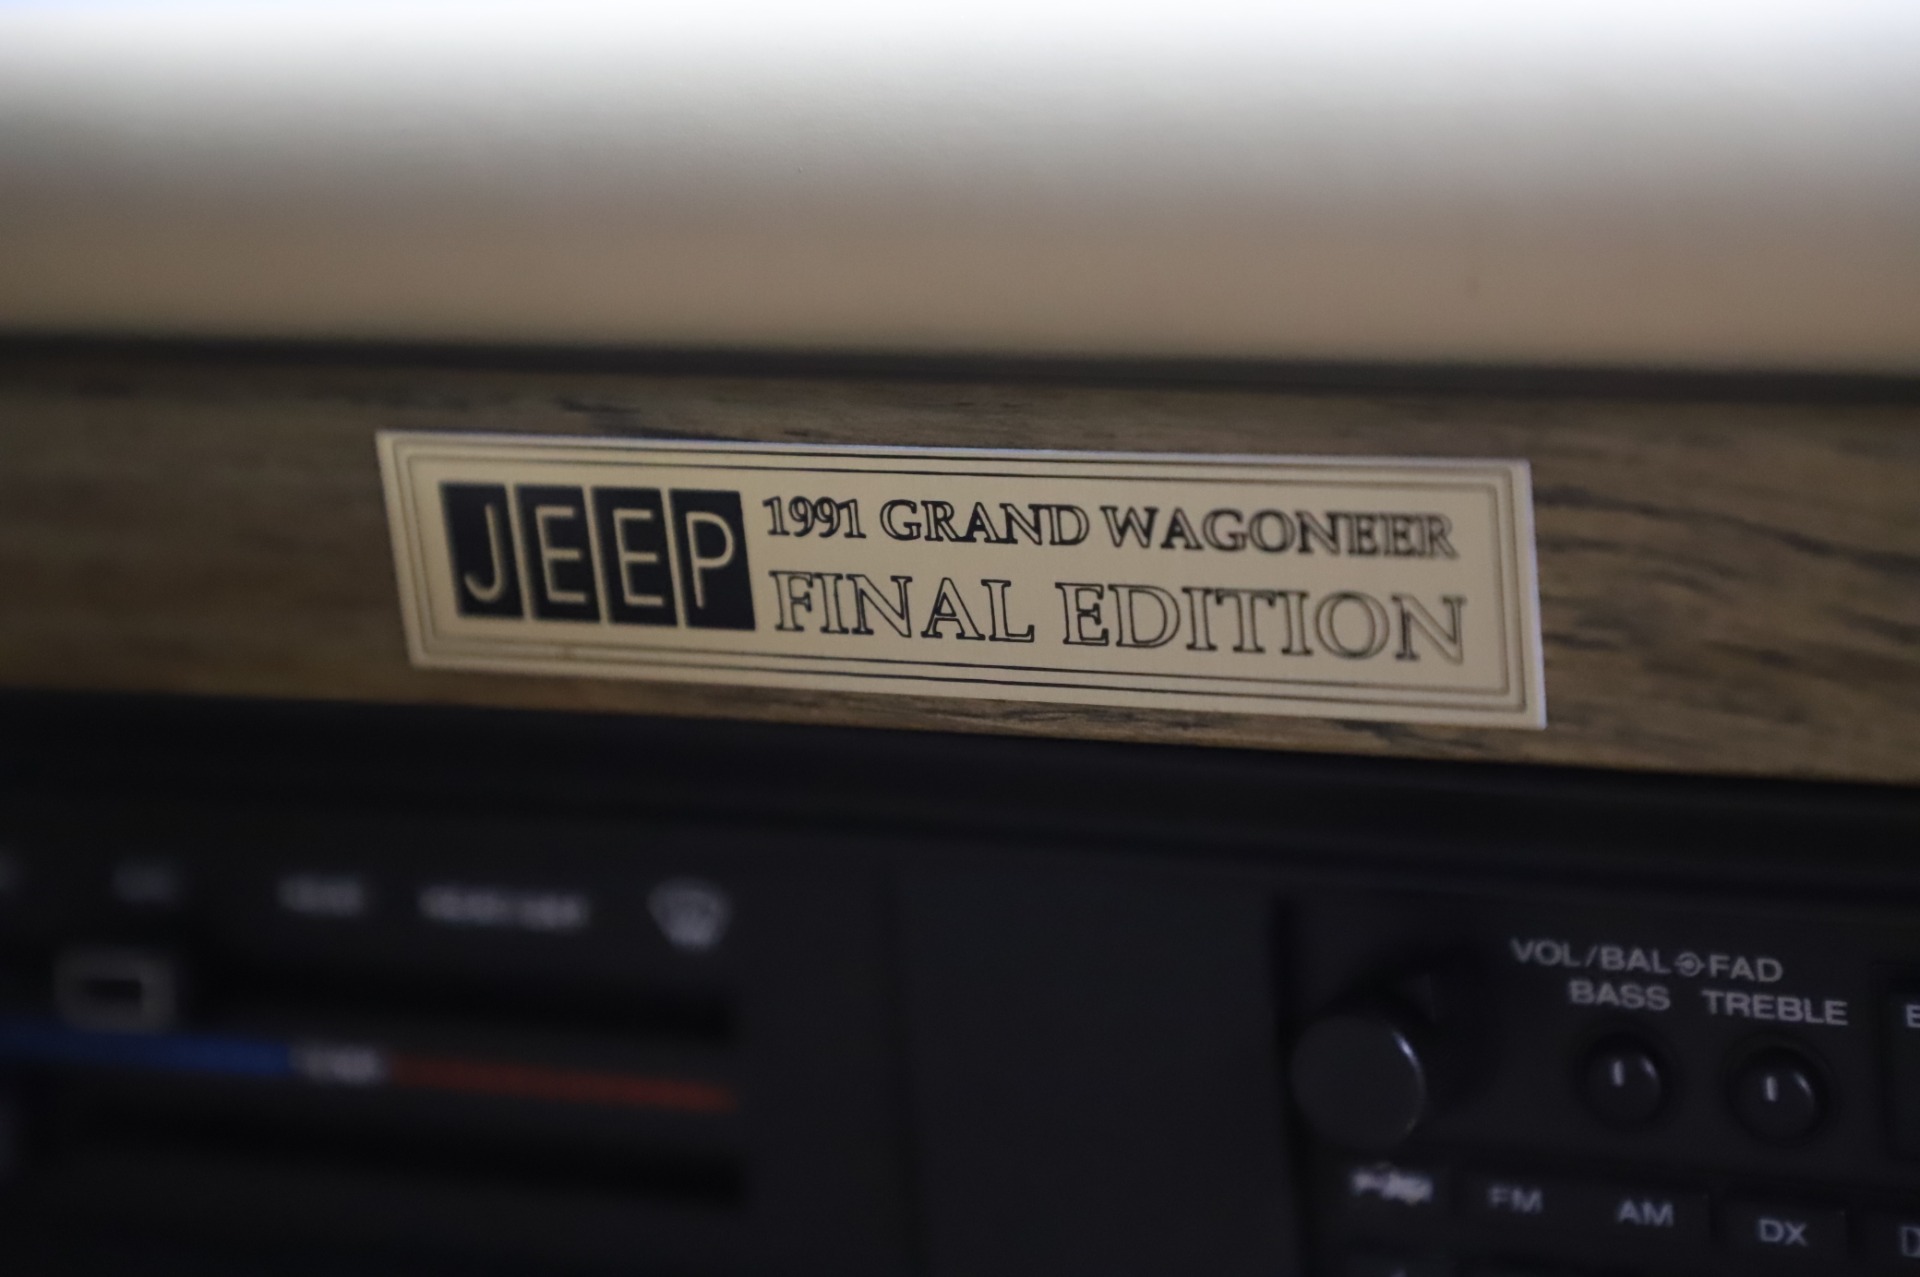 JEEP
1991 GRAND WAGONEER
FINAL EDITION
VOL/BAL FAD
BASS TREBLE
FM AM DX